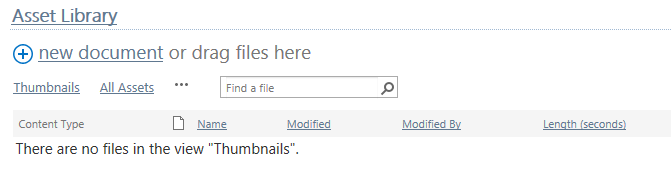 Asset Library
new document or drag files here
Thumbnails All Assets ••• Find a file
Content Type Name Modified Modified By Length (seconds)
There are no files in the view "Thumbnails".